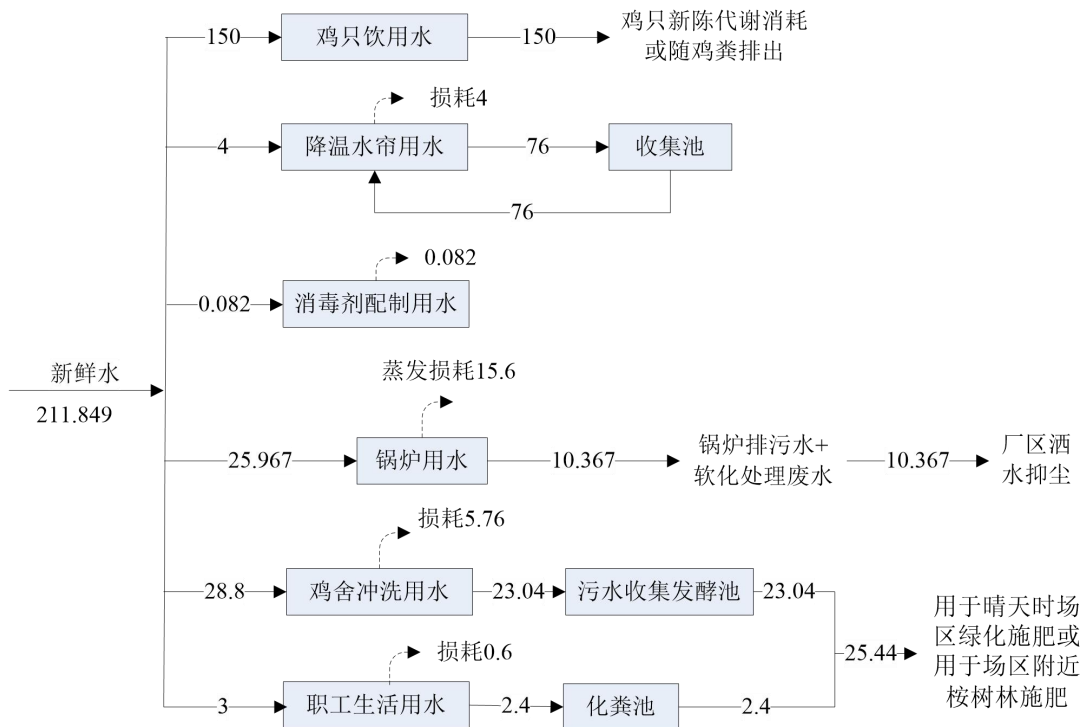 150
鸡只饮用水
150
鸡只新陈代谢消耗
或随鸡粪排出
损耗4
4
降温水帘用水
76
收集池
76
0.082
0.082
消毒剂配制用水
新鲜水
211.849
蒸发损耗15.6
25.967
锅炉用水
10.367
锅炉排污水+
软化处理废水
10.367
厂区洒
水抑尘
损耗5.76
28.8
鸡舍冲洗用水
23.04
污水收集发酵池
23.04
损耗0.6
3
职工生活用水
2.4
化粪池
2.4
25.44
用于晴天时场
区绿化施肥或
用于场区附近
桉树林施肥